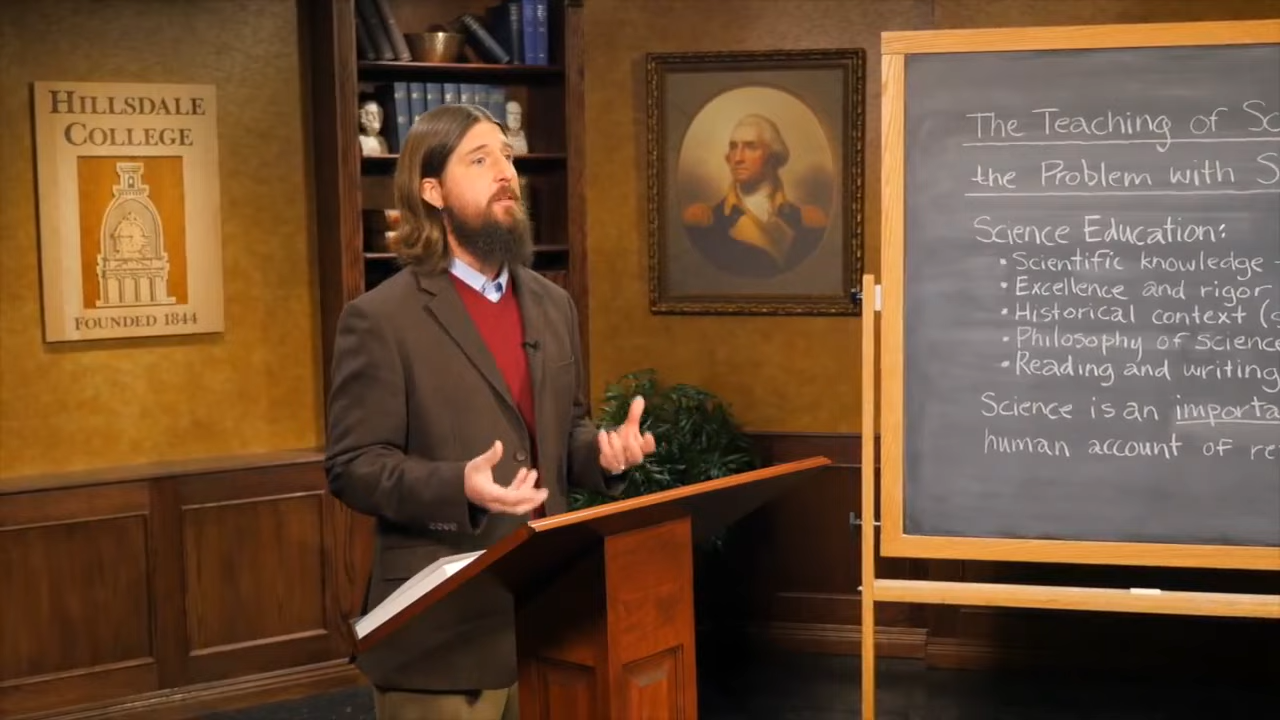 HILLSDALE
COLLEGE
FOUNDED 1844
The Teaching of Sc
the Problem with S
Science Education:
• Scientific knowledge -
• Excellence and rigor
• Historical context (
• Philosophy of Science
• Reading and writing
Science is an importa
human account of re